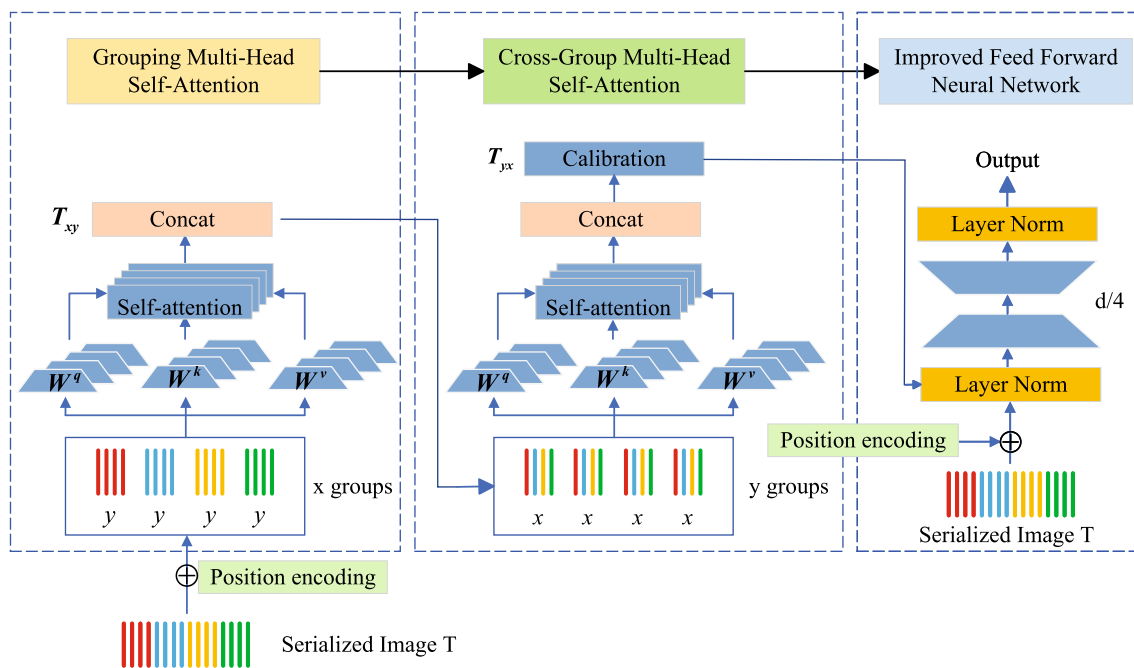 Grouping Multi-Head
Self-Attention
Cross-Group Multi-Head
Self-Attention
Improved Feed Forward
Neural Network
T_xy
Concat
Self-attention
W^q
W^k
W^v
x groups
y y y y
Position encoding
Serialized Image T
T_yx
Calibration
Concat
Self-attention
W^q
W^k
W^v
y groups
x x x x
Output
Layer Norm
d/4
Layer Norm
Position encoding
Serialized Image T